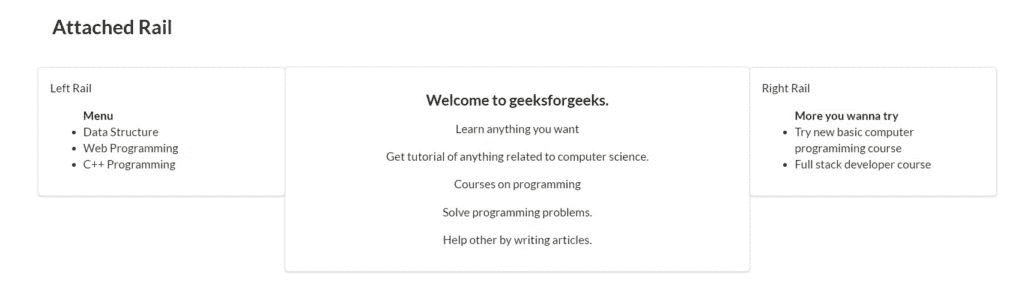 Attached Rail
Left Rail
Menu
Data Structure
Web Programming
C++ Programming
Welcome to geeksforgeeks.
Learn anything you want
Get tutorial of anything related to computer science.
Courses on programming
Solve programming problems.
Help other by writing articles.
Right Rail
More you wanna try
Try new basic computer
programiming course
Full stack developer course